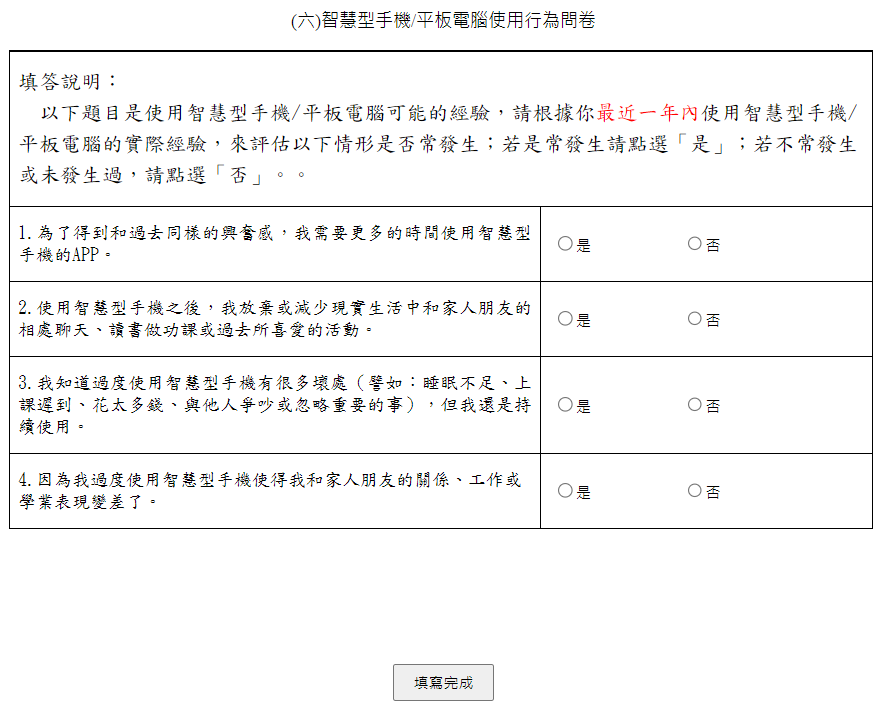 (六)智慧型手機/平板電腦使用行為問卷
填答說明：
以下題目是使用智慧型手機/平板電腦可能的經驗，請根據你最近一年內使用智慧型手機/
平板電腦的實際經驗，來評估以下情形是否常發生；若是常發生請點選「是」；若不常發生
或未發生過，請點選「否」。。
1.為了得到和過去同樣的興奮感，我需要更多的時間使用智慧型
手機的APP。
是 否
2.使用智慧型手機之後，我放棄或減少現實生活中和家人朋友的
相處聊天、讀書做功課或過去所喜愛的活動。
是 否
3.我知道過度使用智慧型手機有很多壞處（譬如：睡眠不足、上
課遲到、花太多錢、與他人爭吵或忽略重要的事），但我還是持
續使用。
是 否
4.因為我過度使用智慧型手機使得我和家人朋友的關係、工作或
學業表現變差了。
是 否
填寫完成